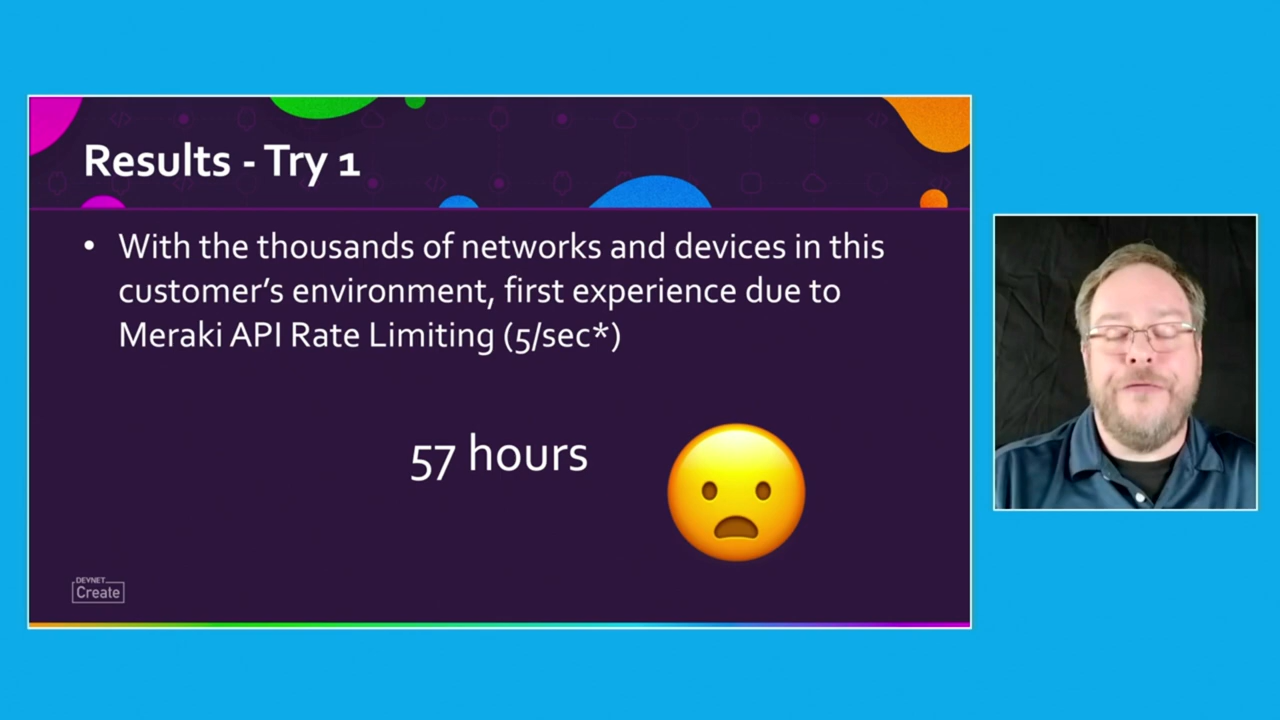 Results - Try 1
• With the thousands of networks and devices in this
customer’s environment, first experience due to
Meraki API Rate Limiting (5/sec*)
57 hours
DEVNET
Create